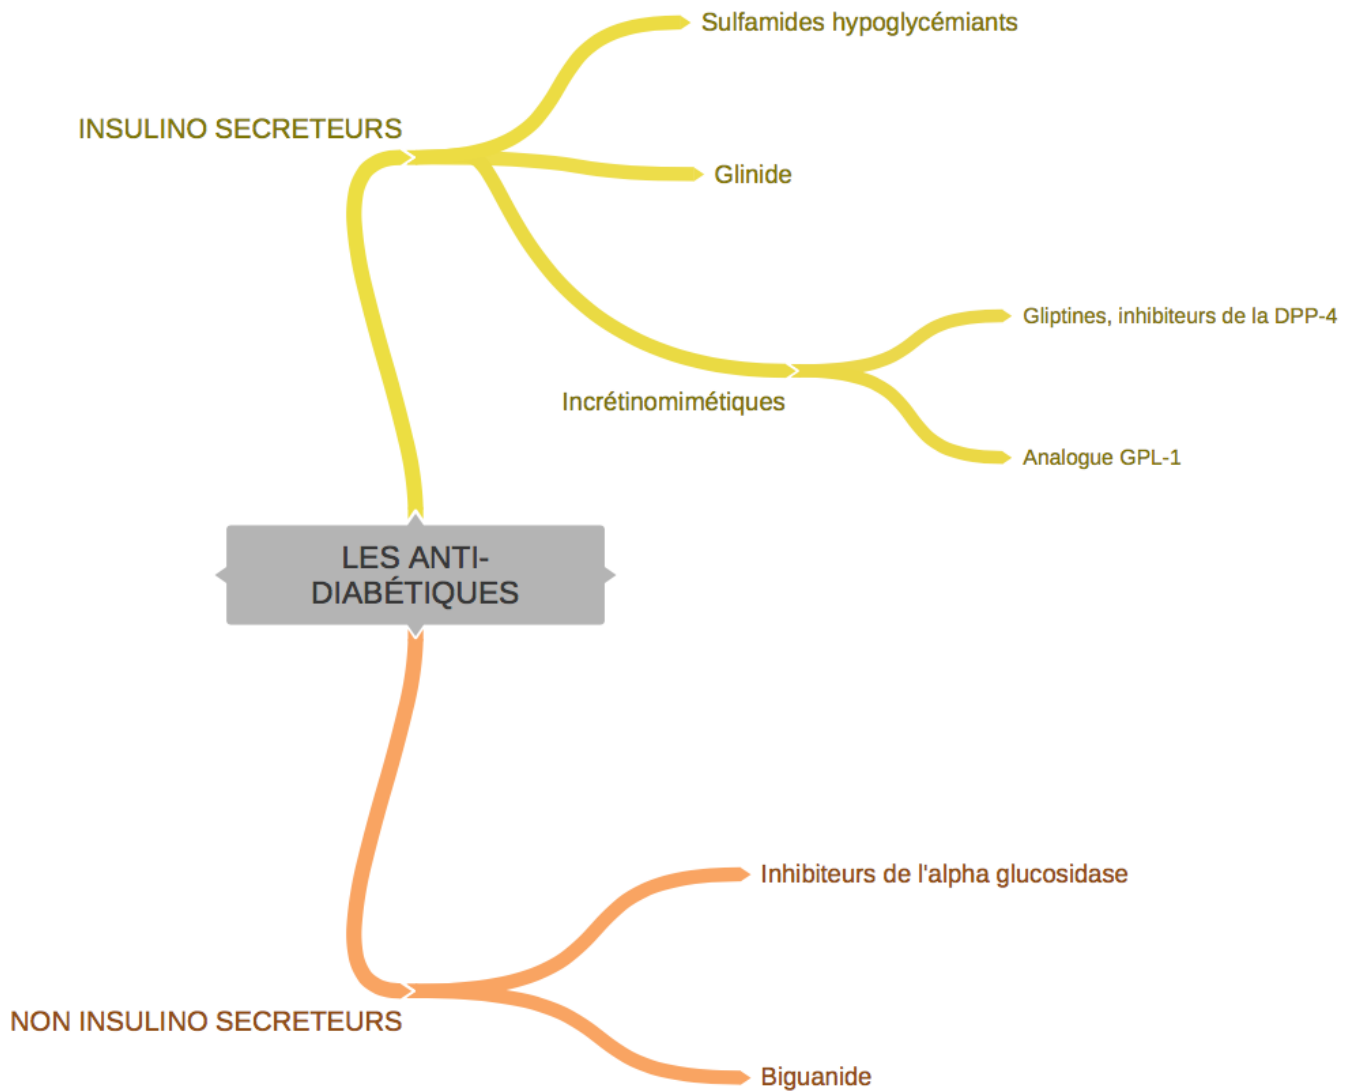 Sulfamides hypoglycémiants
INSULINO SECRETEURS
Glinide
Gliptines, inhibiteurs de la DPP-4
Incrétinomimétiques
Analogue GPL-1
LES ANTI-
DIABÉTIQUES
Inhibiteurs de l'alpha glucosidase
NON INSULINO SECRETEURS
Biguanide